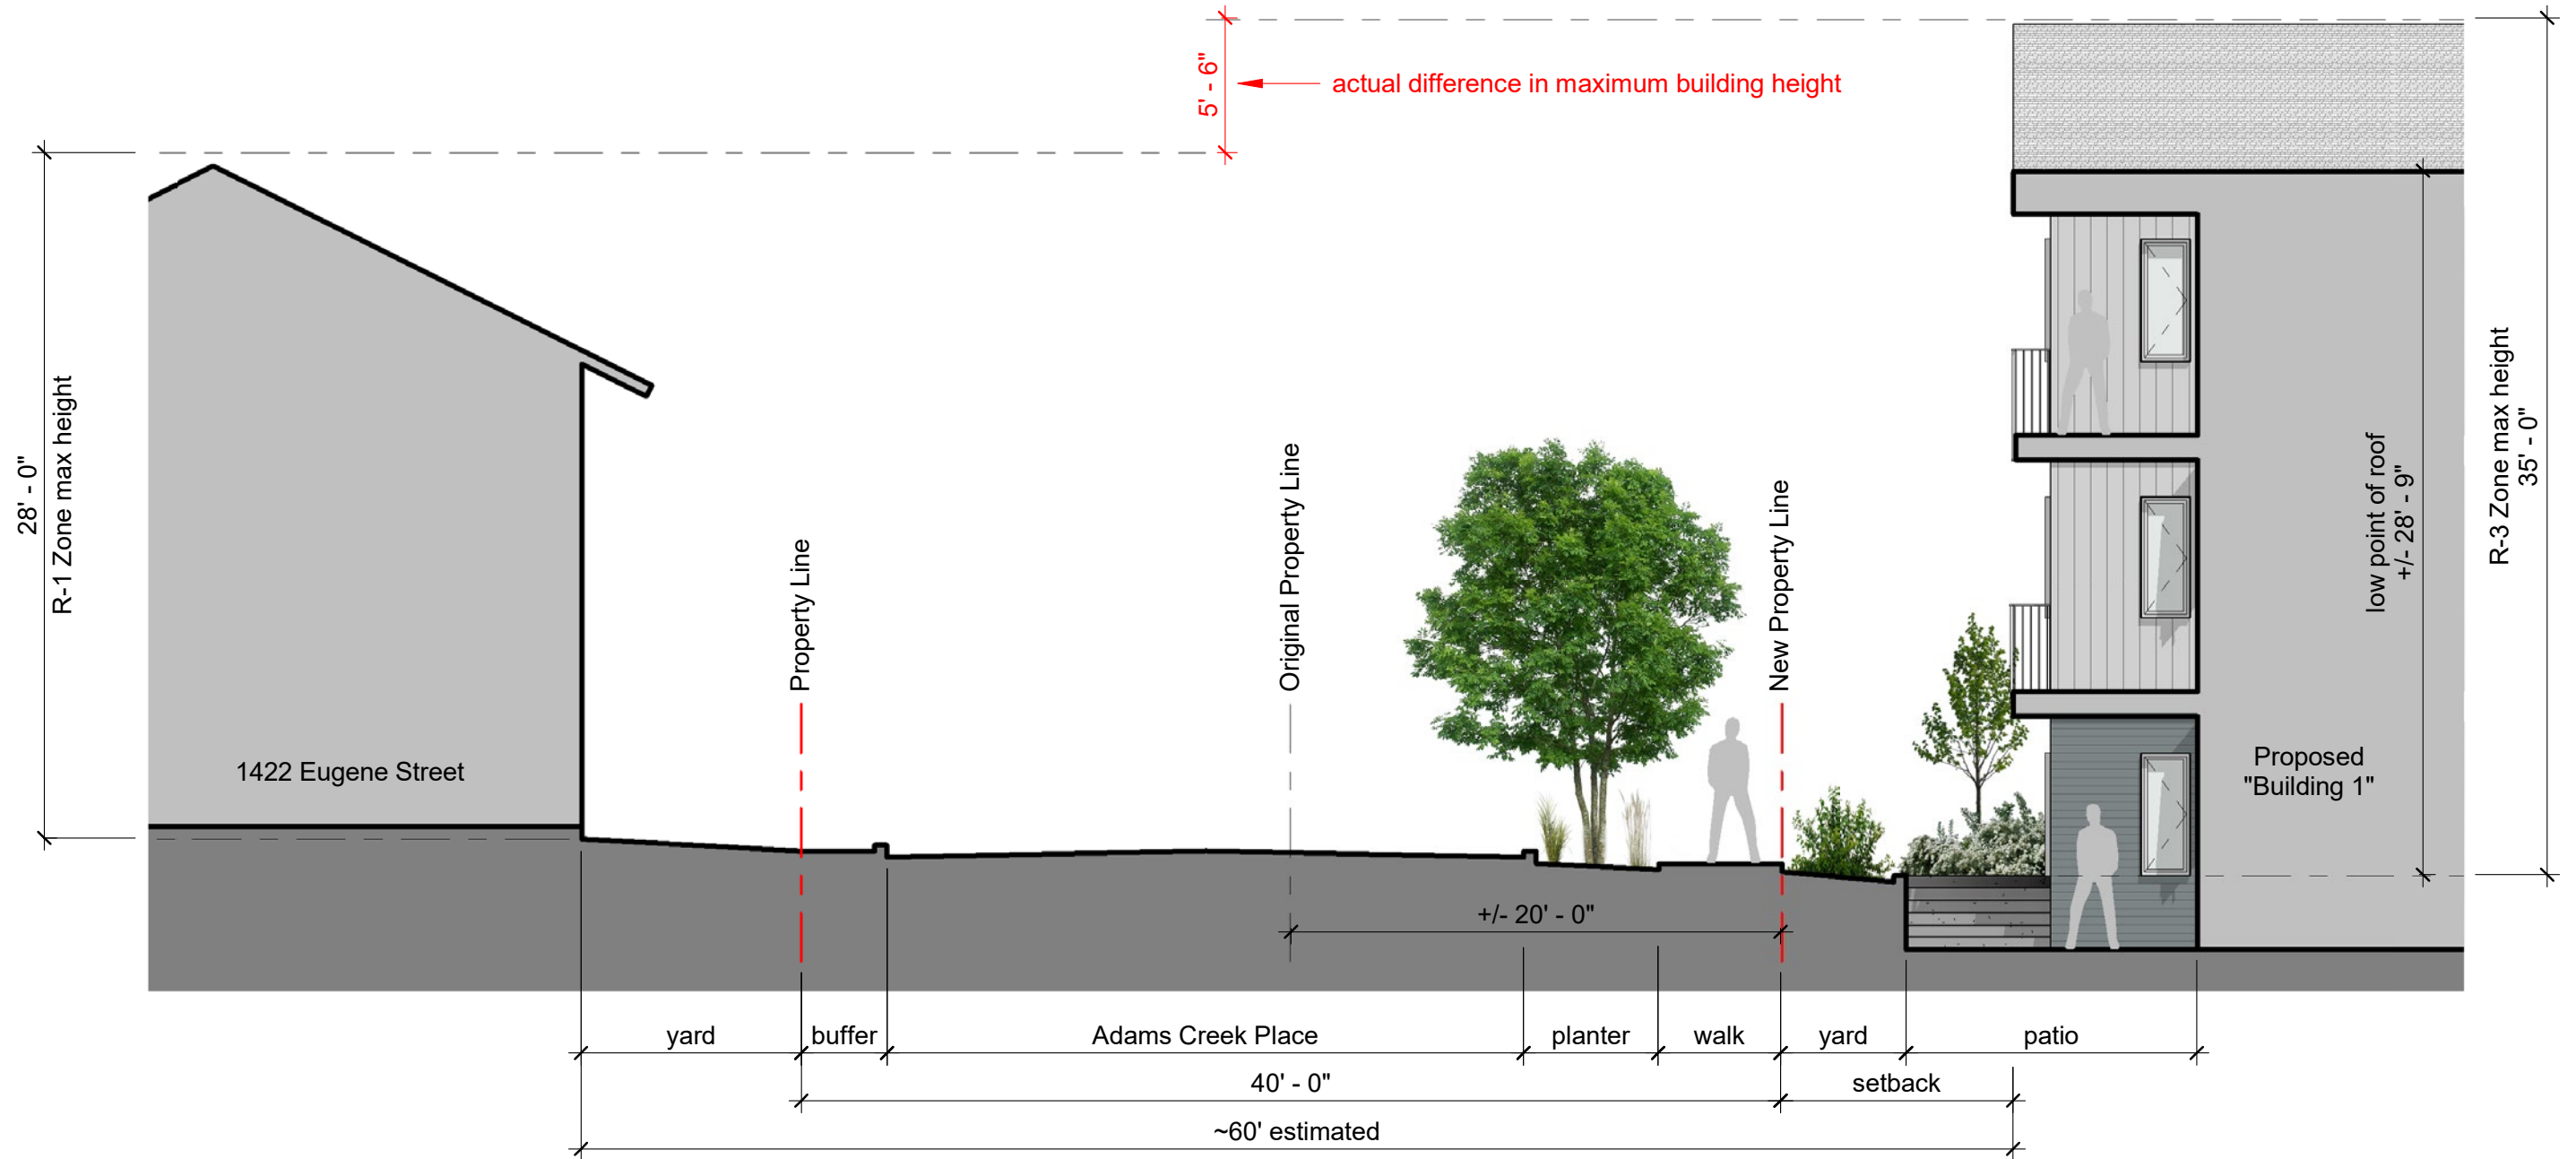 5' - 6"
actual difference in maximum building height
28' - 0"
R-1 Zone max height
1422 Eugene Street
Property Line
Original Property Line
New Property Line
low point of roof
+/- 28' - 9"
R-3 Zone max height
35' - 0"
Proposed
"Building 1"
+/- 20' - 0"
yard
buffer
Adams Creek Place
planter
walk
yard
patio
40' - 0"
setback
~60' estimated